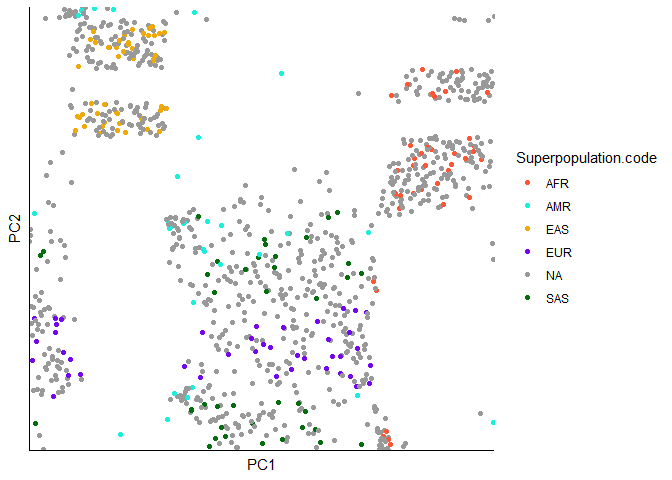 PC2
PC1
Superpopulation.code
AFR
AMR
EAS
EUR
NA
SAS